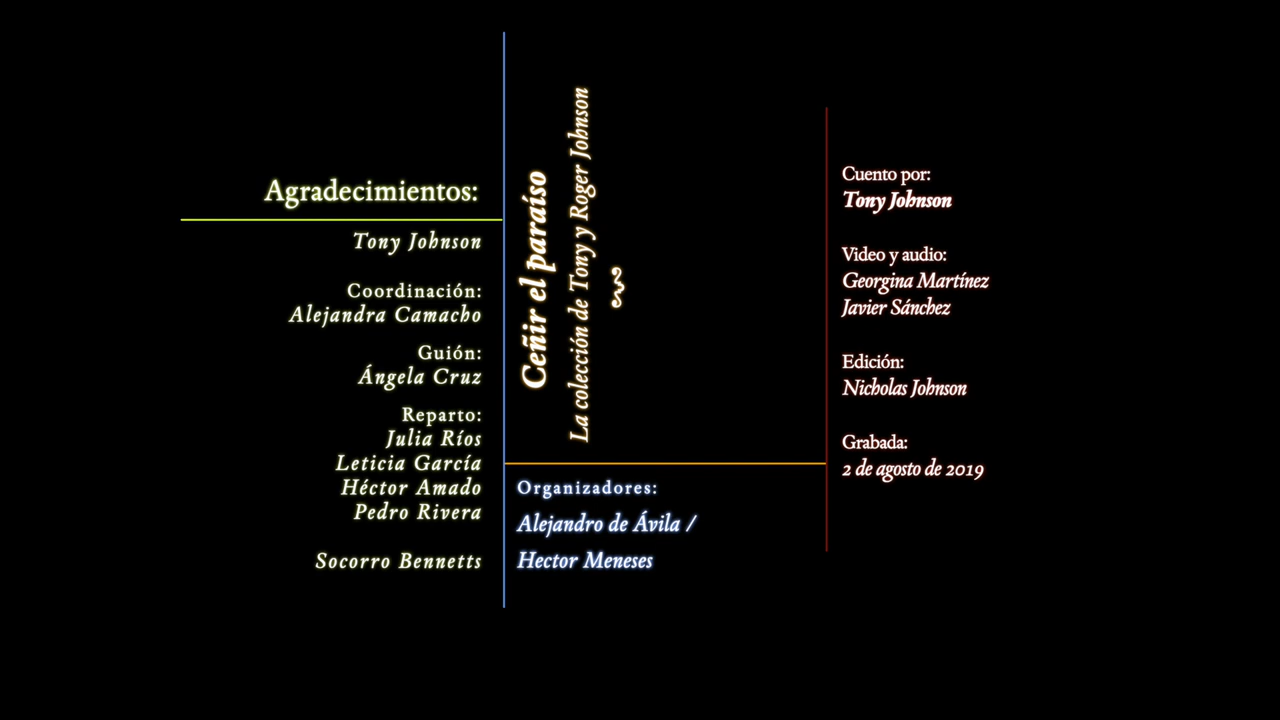 Agradecimientos:
Tony Johnson
Coordinación:
Alejandra Camacho
Guión:
Ángela Cruz
Reparto:
Julia Ríos
Leticia García
Héctor Amado
Pedro Rivera
Socorro Bennetts
Ceñir el paraíso
La colección de Tony y Roger Johnson
Organizadores:
Alejandro de Ávila /
Hector Meneses
Cuento por:
Tony Johnson
Video y audio:
Georgina Martínez
Javier Sánchez
Edición:
Nicholas Johnson
Grabada:
2 de agosto de 2019